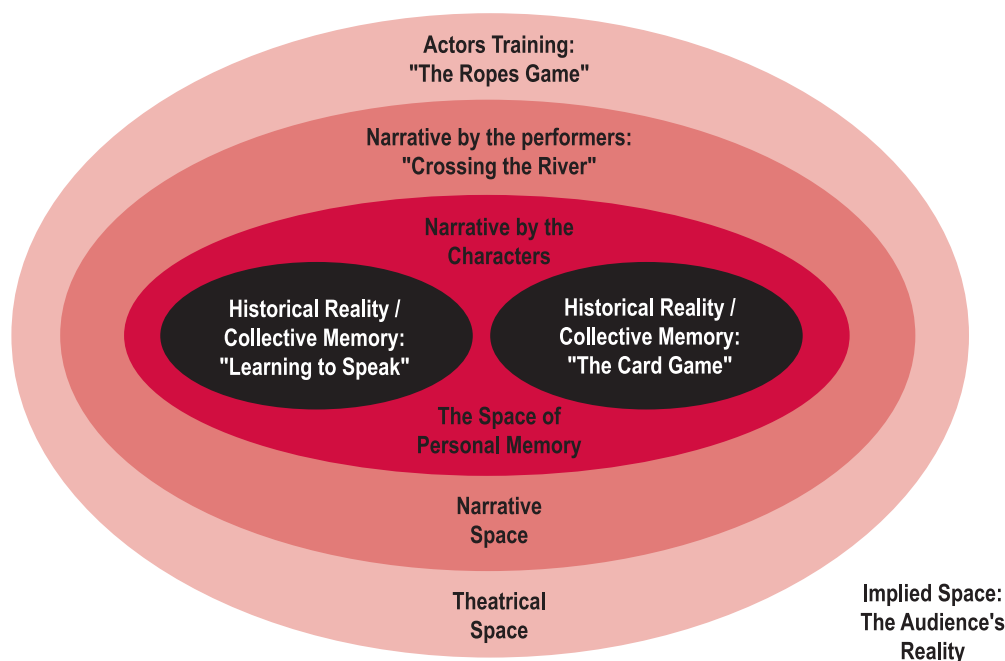 Actors Training:
"The Ropes Game"
Narrative by the performers:
"Crossing the River"
Narrative by the
Characters
Historical Reality /
Collective Memory:
"Learning to Speak"
Historical Reality /
Collective Memory:
"The Card Game"
The Space of
Personal Memory
Narrative
Space
Theatrical
Space
Implied Space:
The Audience's
Reality